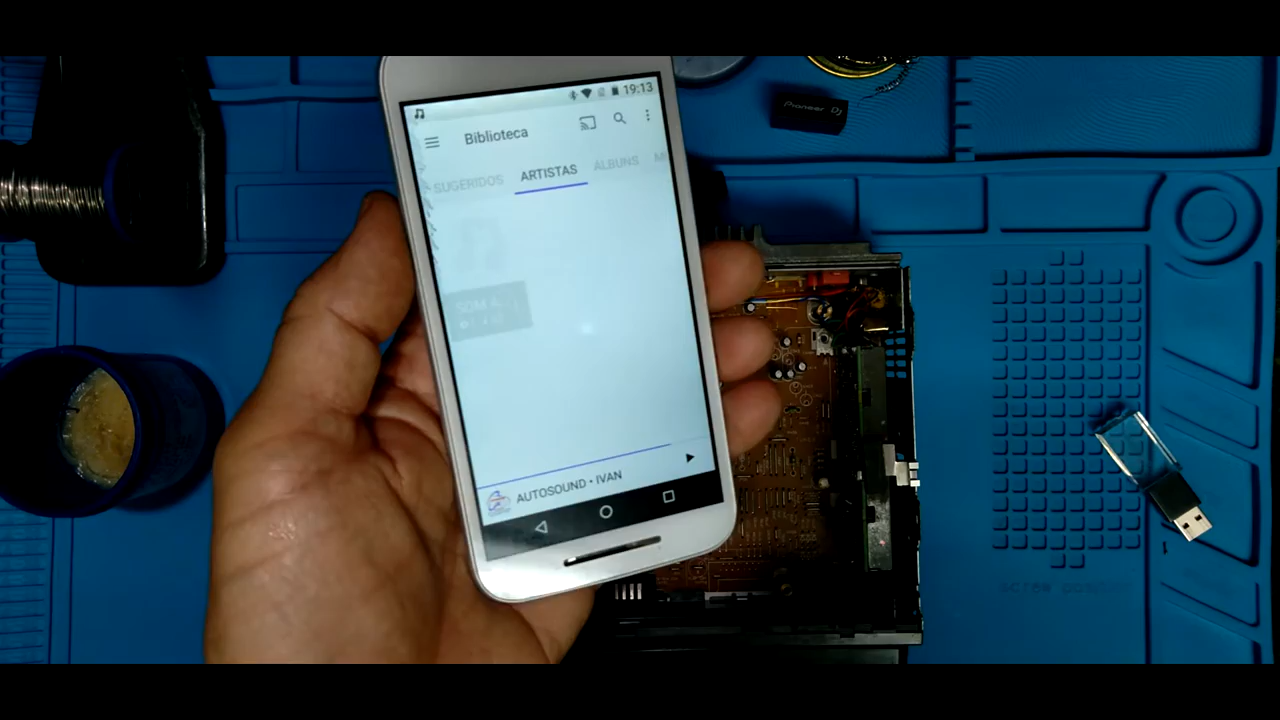 19:13
Biblioteca
SUGERIDOS ARTISTAS ÁLBUNS
AUTOSOUND • IVAN
Pioneer DJ